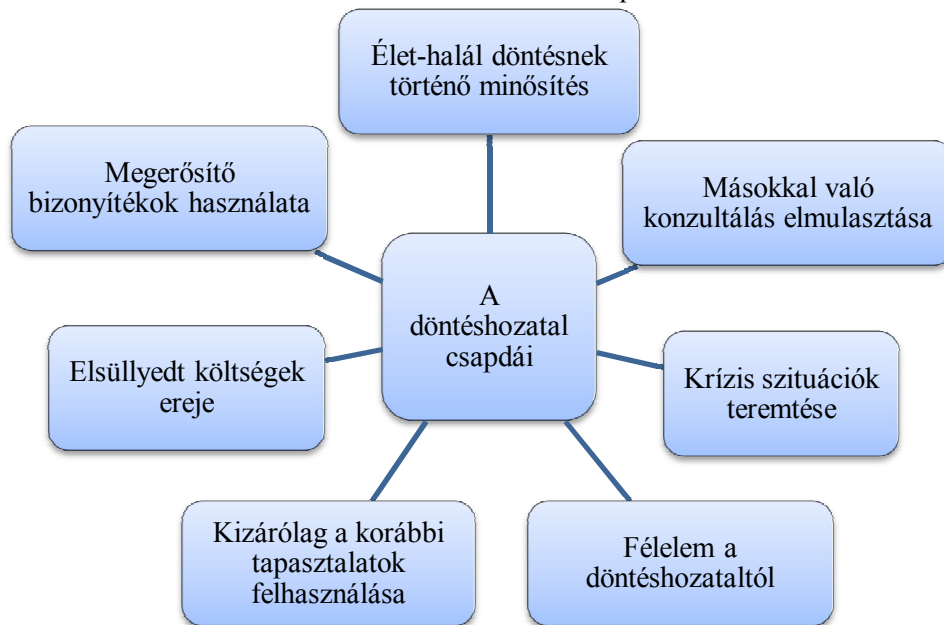 Élet-halál döntésnek
történő minősítés
Megerősítő
bizonyítékok használata
Másokkal való
konzultálás elmulasztása
A
döntéshozatal
csapdái
Elsüllyedt költségek
ereje
Krízis szituációk
teremtése
Kizárólag a korábbi
tapasztalatok
felhasználása
Félelem a
döntéshozataltól